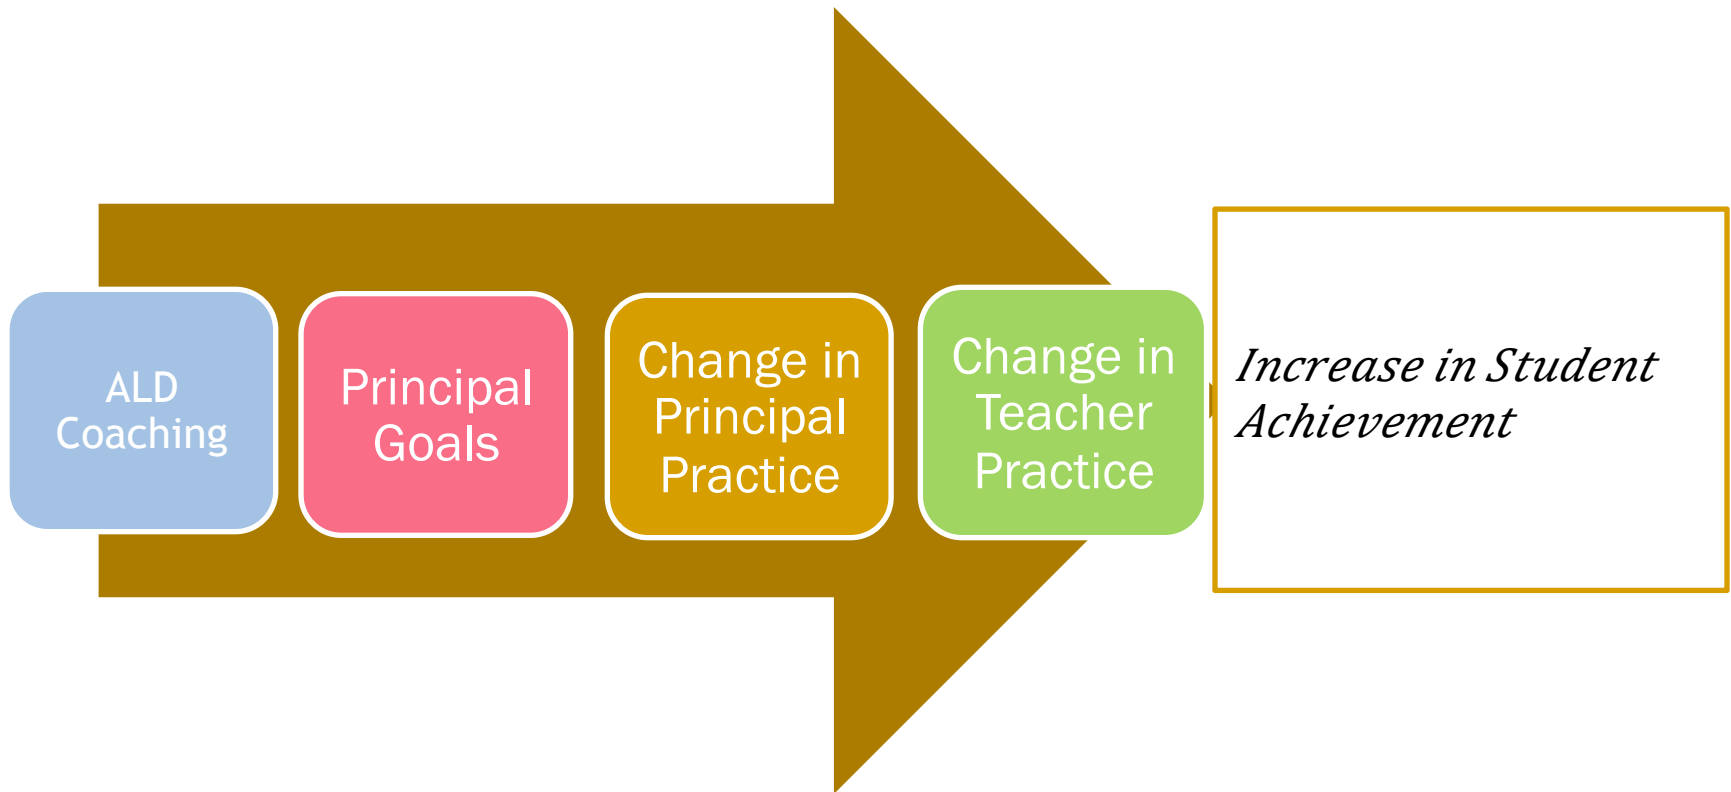 ALD
Coaching
Principal
Goals
Change in
Principal
Practice
Change in
Teacher
Practice
Increase in Student
Achievement